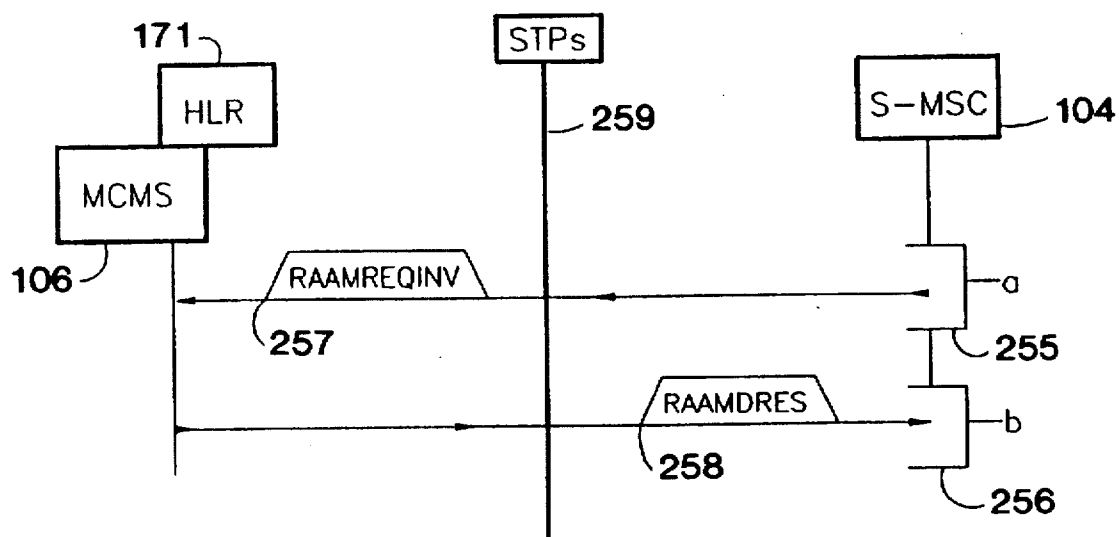 171
STPs
HLR
259
S-MSC
104
MCMS
106
RAAMREQINV
a
257
255
RAAMDRES
b
258
256